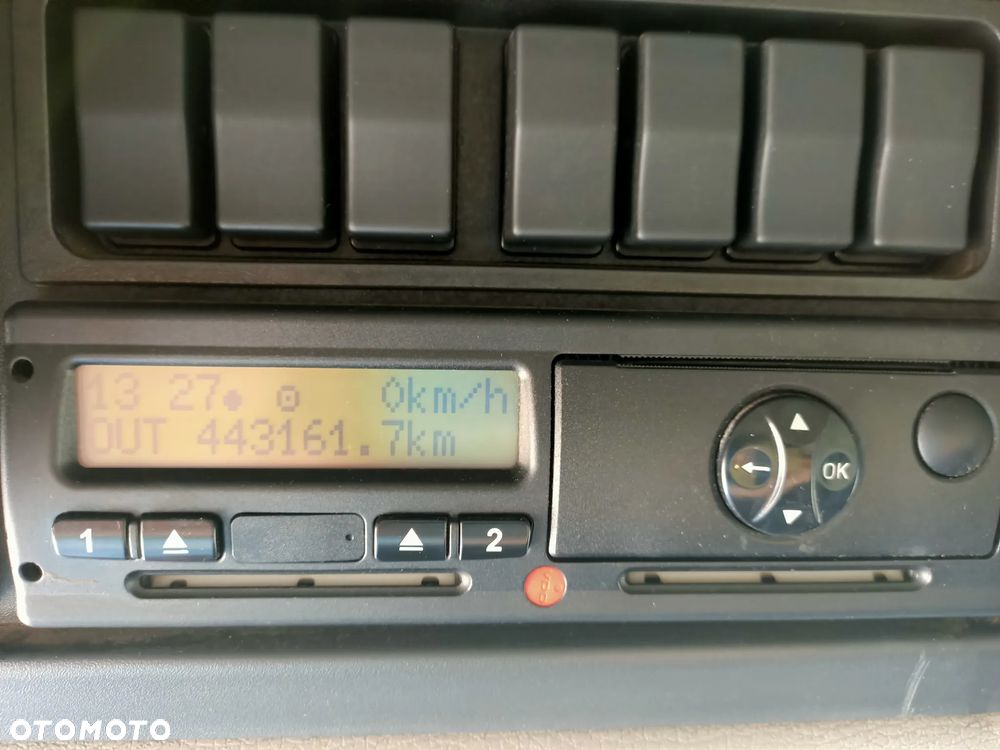 13 27 0km/h
OUT 443161.7km
1 2
OK
OTOMOTO